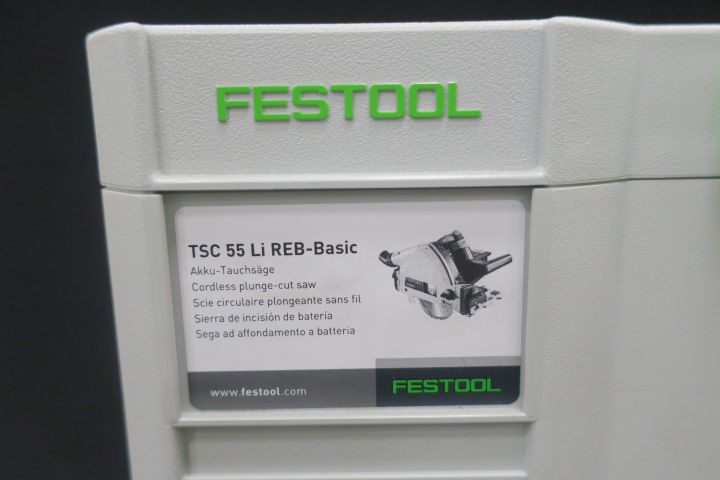 FESTOOL
TSC 55 Li REB-Basic
Akku-Tauchsäge
Cordless plunge-cut saw
Scie circulaire plongeante sans fil
Sierra de incisión de batería
Sega ad affondamento a batteria
www.festool.com
FESTOOL